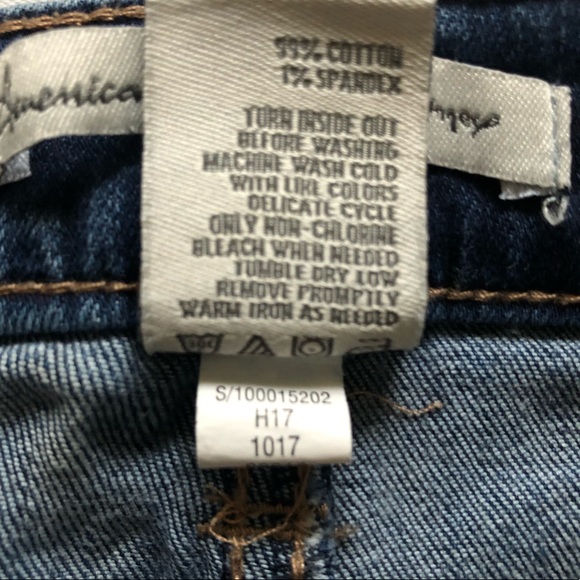 America
99% COTTON
1% SPANDEX
TURN INSIDE OUT
BEFORE WASHING
MACHINE WASH COLD
WITH LIKE COLORS
DELICATE CYCLE
ONLY NON-CHLORINE
BLEACH WHEN NEEDED
TUMBLE DRY LOW
REMOVE PROMPTLY
WARM IRON AS NEEDED
S/100015202
H17
1017